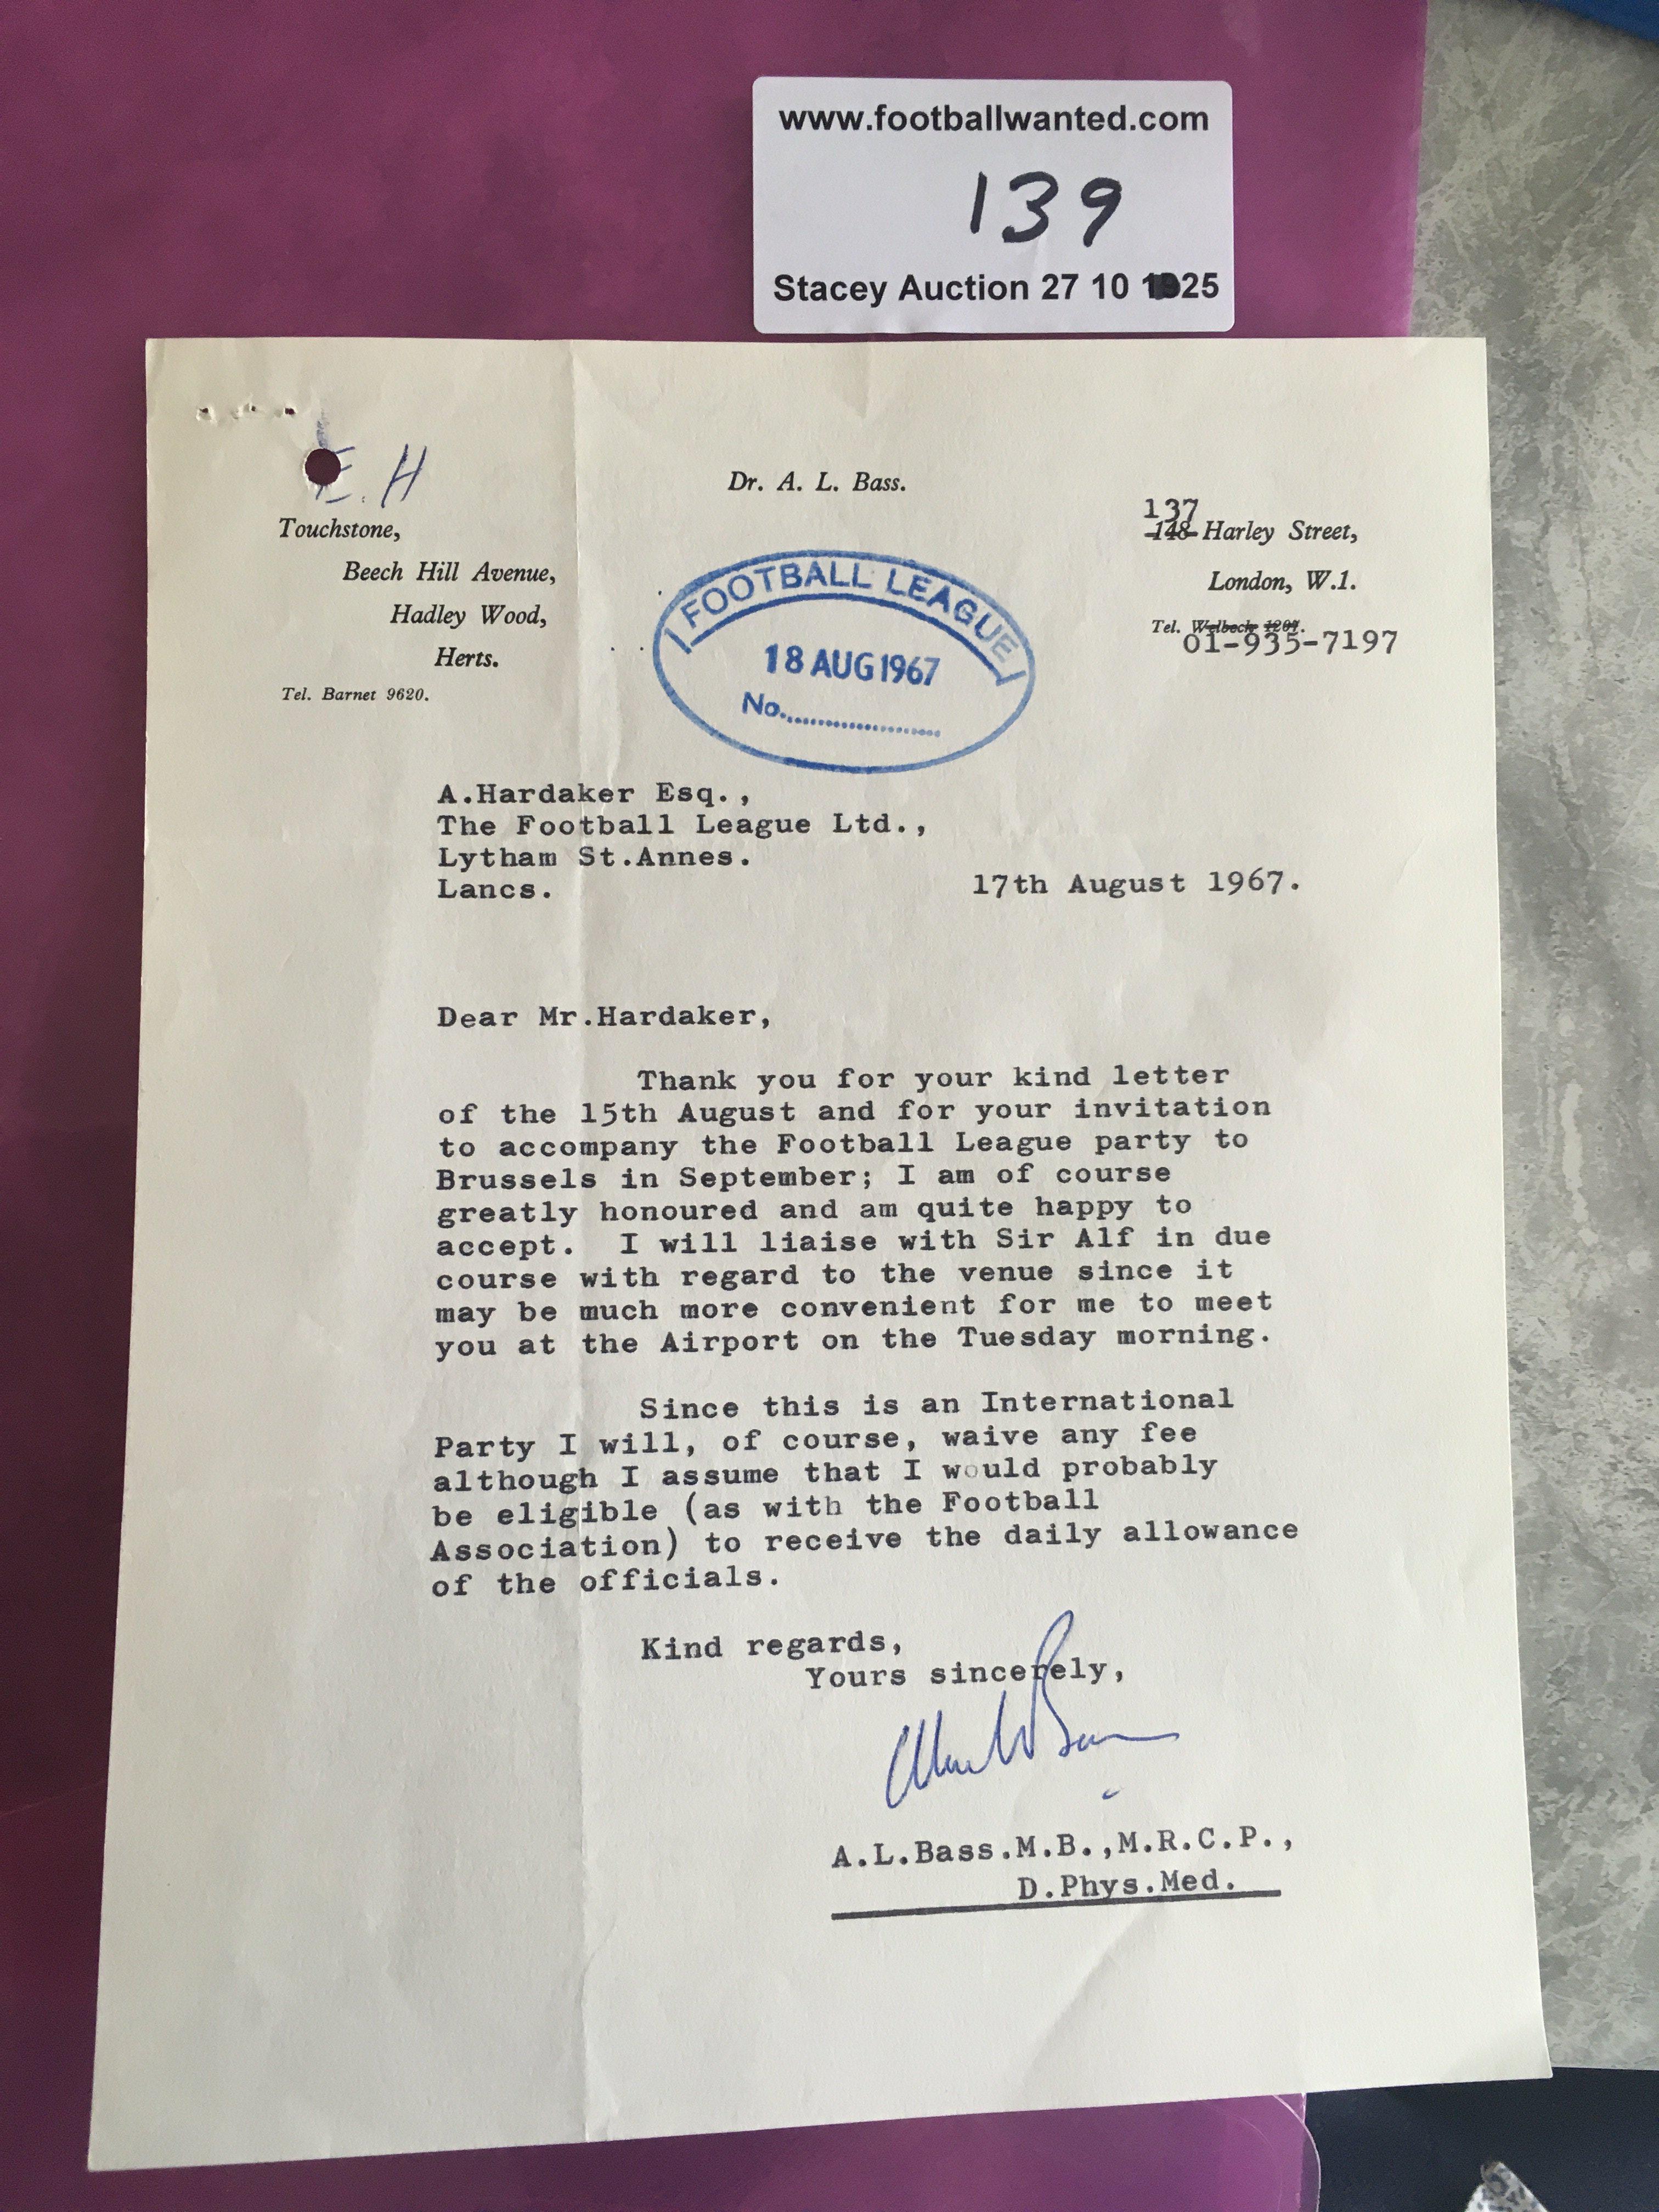 www.footballwanted.com
139
Stacey Auction 27 10 1925
E. H
Dr. A. L. Bass.
Touchstone,
Beech Hill Avenue,
Hadley Wood,
Herts.
Tel. Barnet 9620.
137
148 Harley Street,
London, W.1.
Tel. Welbeck
01-935-7197
FOOTBALL LEAGUE
18 AUG 1967
No.
A.Hardaker Esq.,
The Football League Ltd.,
Lytham St.Annes.
Lancs.
17th August 1967.
Dear Mr.Hardaker,
Thank you for your kind letter
of the 15th August and for your invitation
to accompany the Football League party to
Brussels in September; I am of course
greatly honoured and am quite happy to
accept. I will liaise with Sir Alf in due
course with regard to the venue since it
may be much more convenient for me to meet
you at the Airport on the Tuesday morning.
Since this is an International
Party I will, of course, waive any fee
although I assume that I would probably
be eligible (as with the Football
Association) to receive the daily allowance
of the officials.
Kind regards,
Yours sincerely,
A.L.Bass.M.B.,M.R.C.P.,
D.Phys.Med.